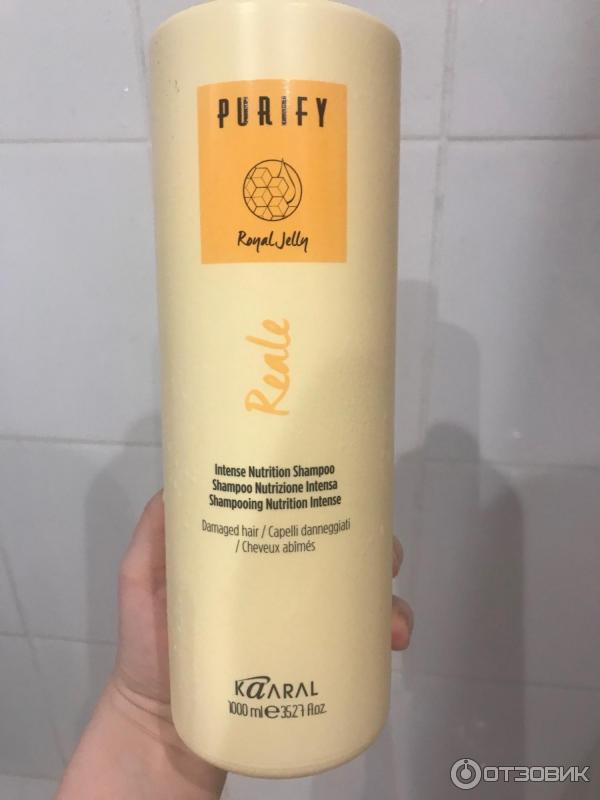 PURIFY
Royal Jelly
Reale
Intense Nutrition Shampoo
Shampoo Nutrizione Intensa
Shampooing Nutrition Intense
Damaged hair / Capelli danneggiati
/ Cheveux abîmés
KAARAL
1000 ml ℮ 35.27 fl.oz.
ОТЗОВИК